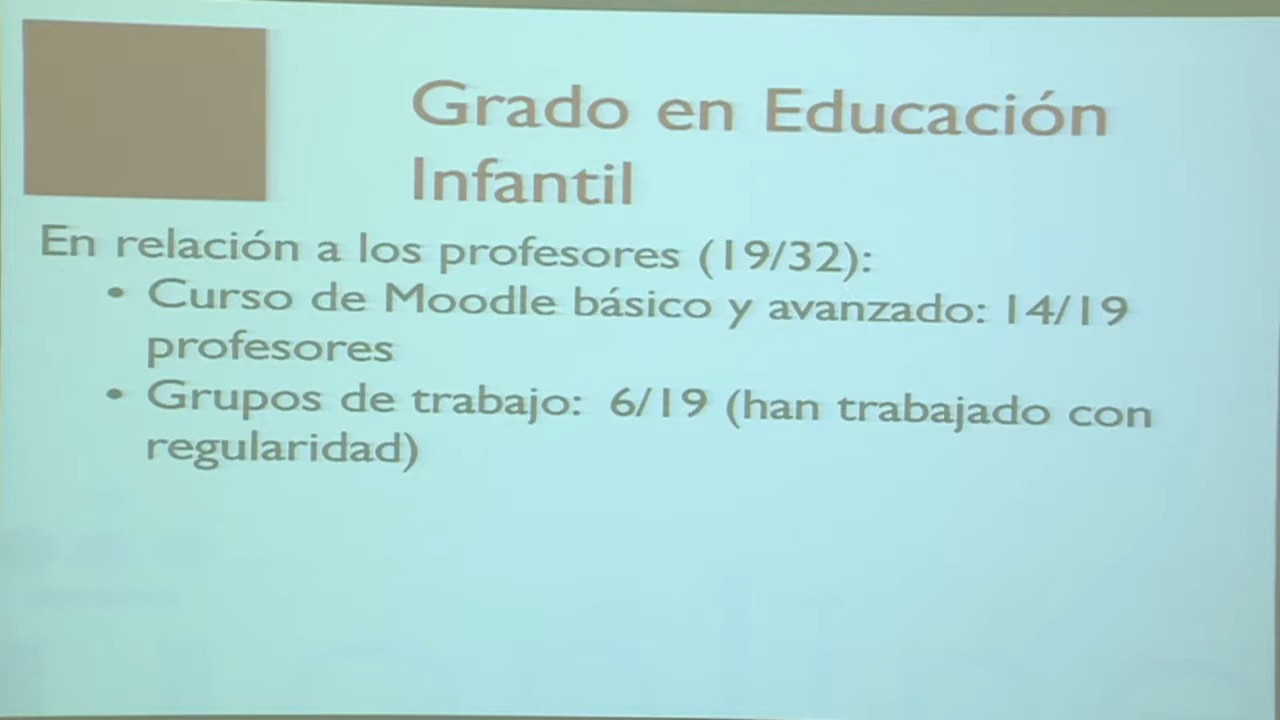 Grado en Educación
Infantil
En relación a los profesores (19/32):
• Curso de Moodle básico y avanzado: 14/19
profesores
• Grupos de trabajo: 6/19 (han trabajado con
regularidad)